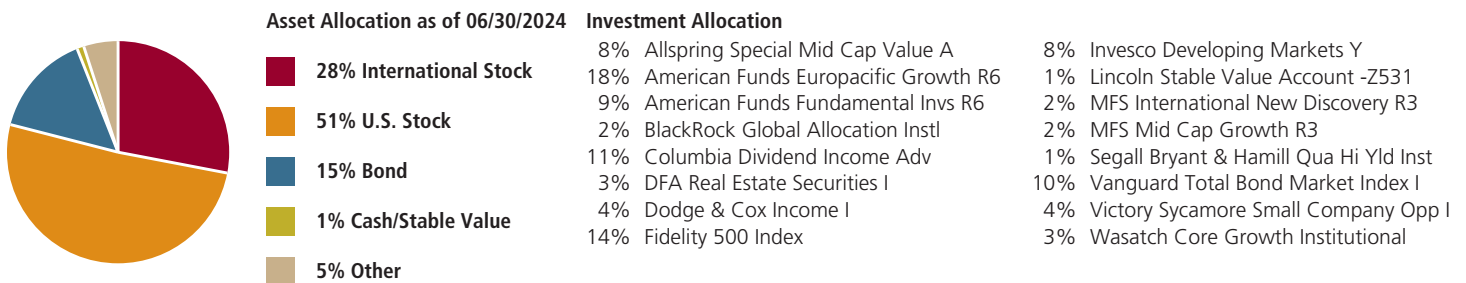 Asset Allocation as of 06/30/2024
28% International Stock
51% U.S. Stock
15% Bond
1% Cash/Stable Value
5% Other
Investment Allocation
8% Allspring Special Mid Cap Value A
18% American Funds Europacific Growth R6
9% American Funds Fundamental Invs R6
2% BlackRock Global Allocation Instl
11% Columbia Dividend Income Adv
3% DFA Real Estate Securities I
4% Dodge & Cox Income I
14% Fidelity 500 Index
8% Invesco Developing Markets Y
1% Lincoln Stable Value Account -Z531
2% MFS International New Discovery R3
2% MFS Mid Cap Growth R3
1% Segall Bryant & Hamill Qua Hi Yld Inst
10% Vanguard Total Bond Market Index I
4% Victory Sycamore Small Company Opp I
3% Wasatch Core Growth Institutional